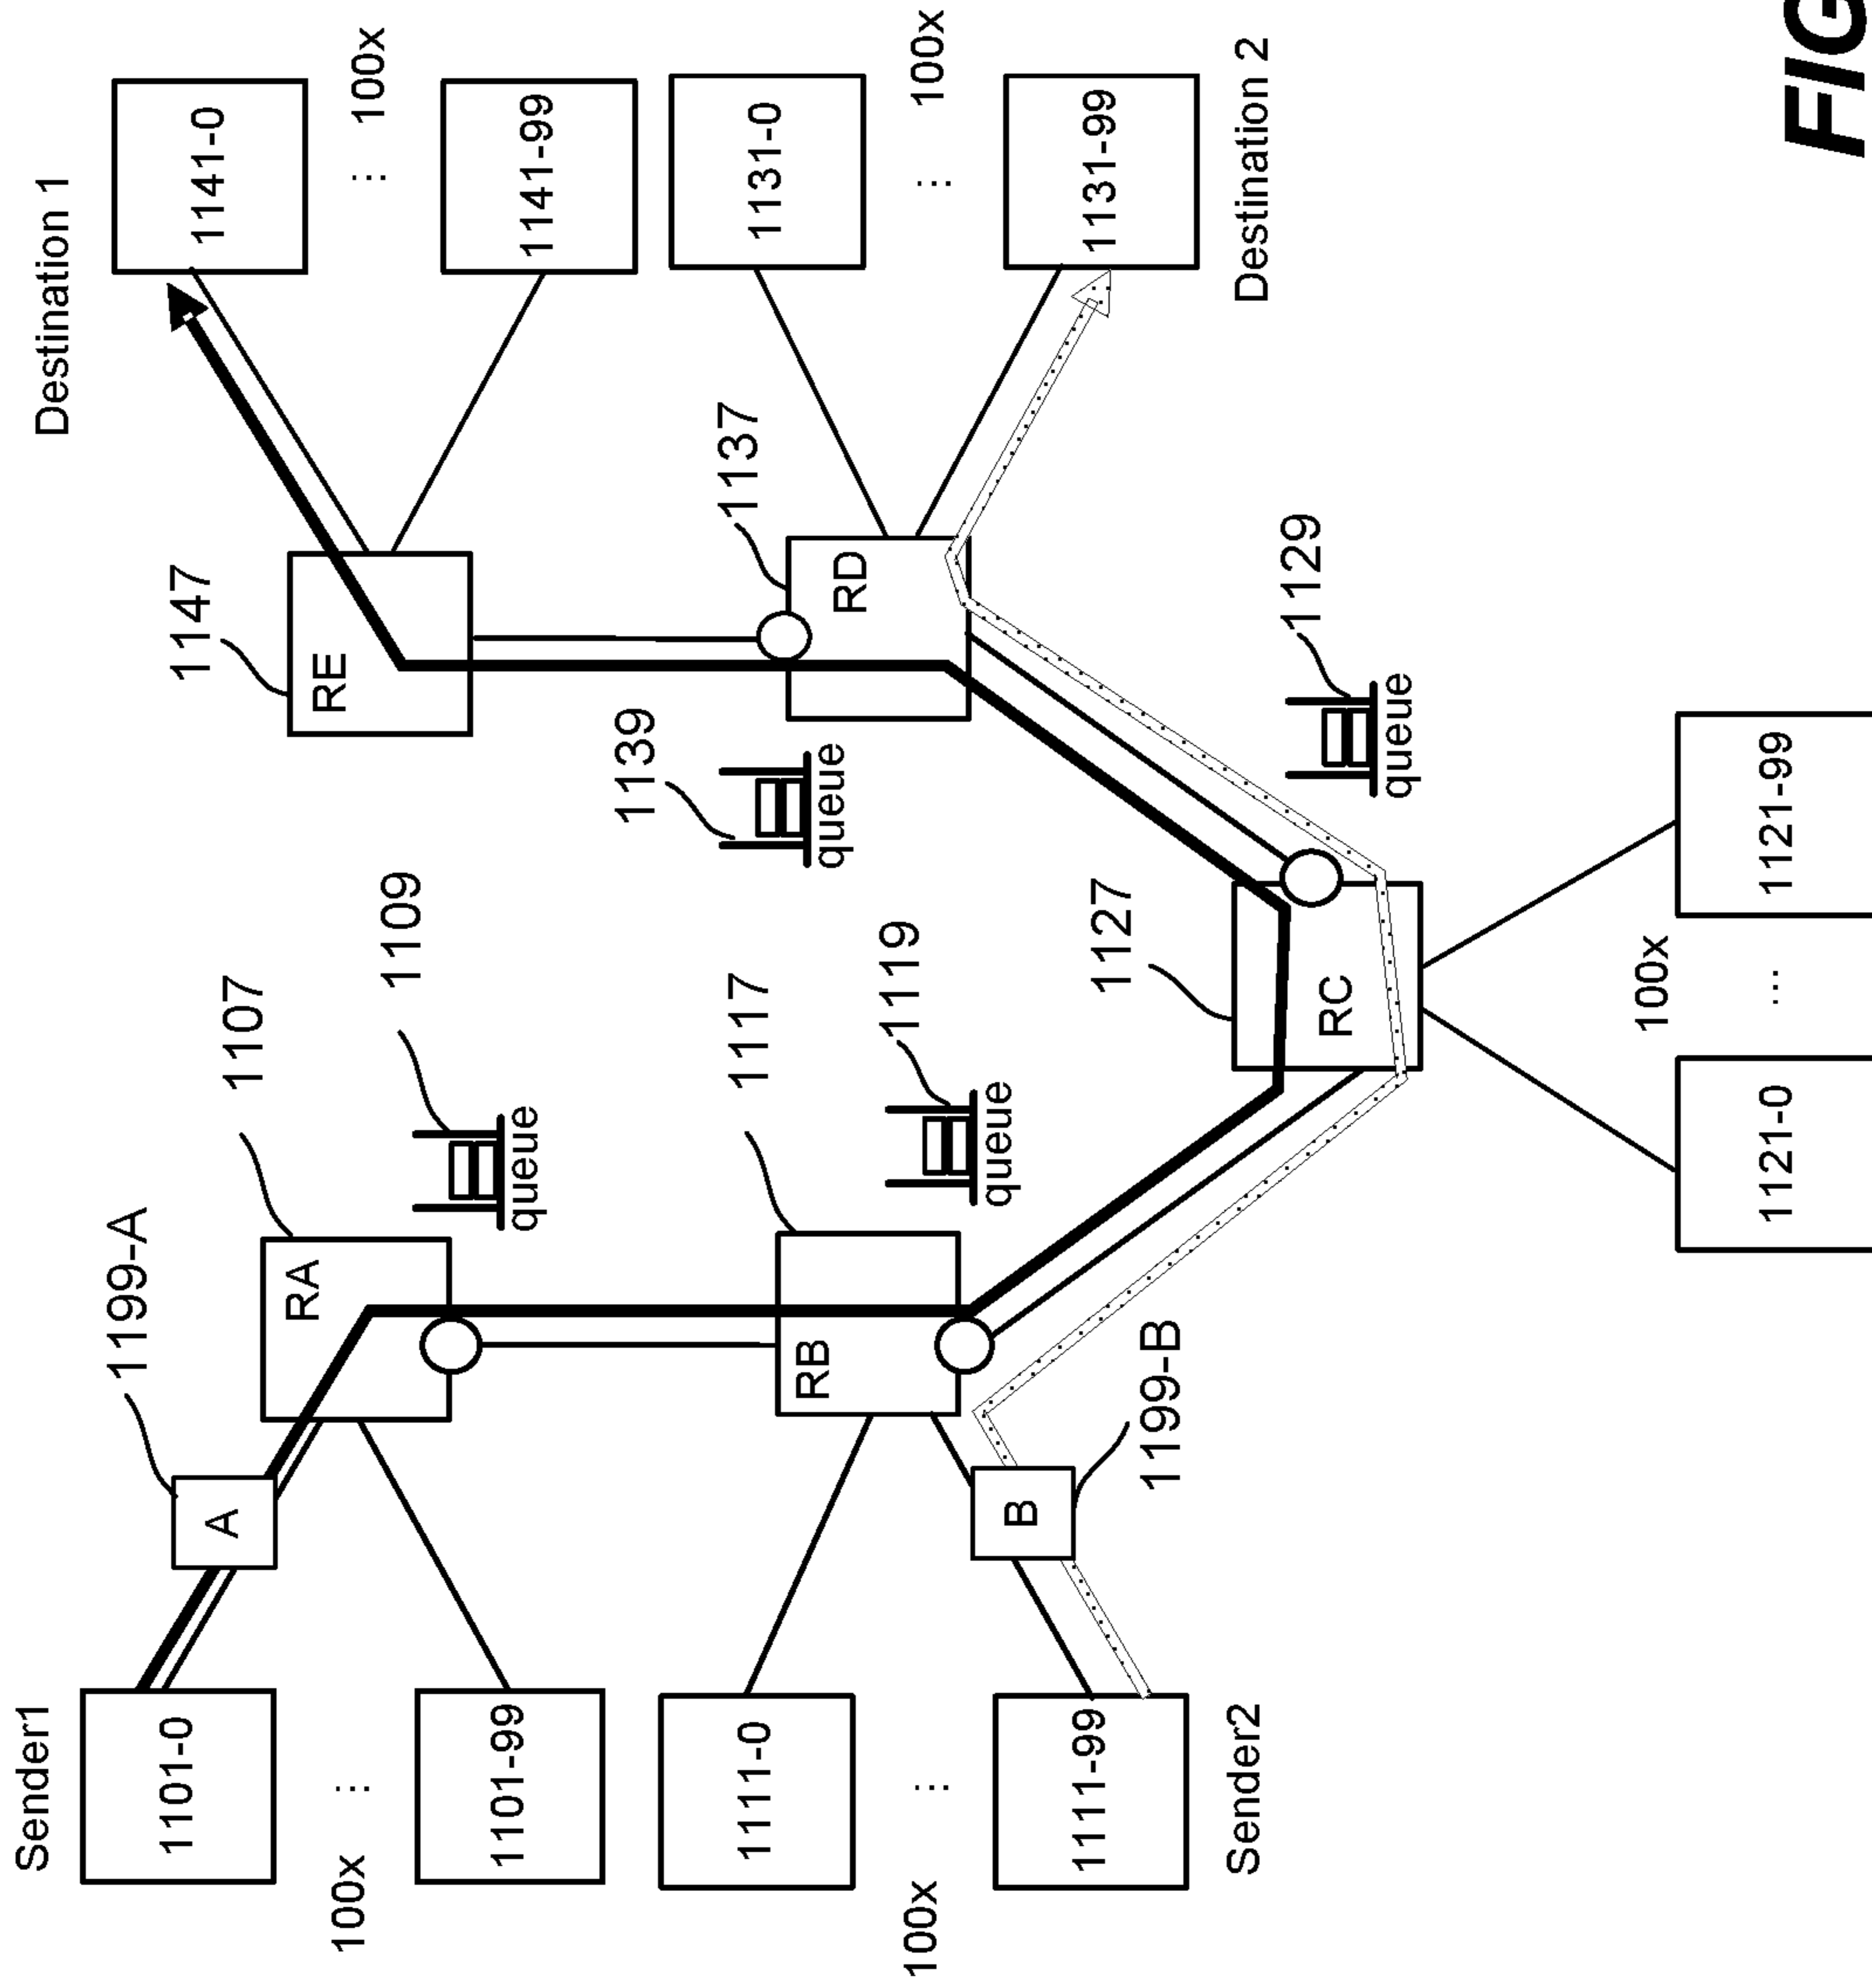 Sender1
1101-0
100x
...
1101-99
1111-0
100x
...
1111-99
Sender2
A
1199-A
B
1199-B
RA
1107
queue
1109
RB
1117
queue
1119
RC
1127
1121-0
100x
...
1121-99
queue
1129
queue
1139
RD
1137
RE
1147
Destination 1
1141-0
...
100x
1141-99
1131-0
...
100x
1131-99
Destination 2
FIG